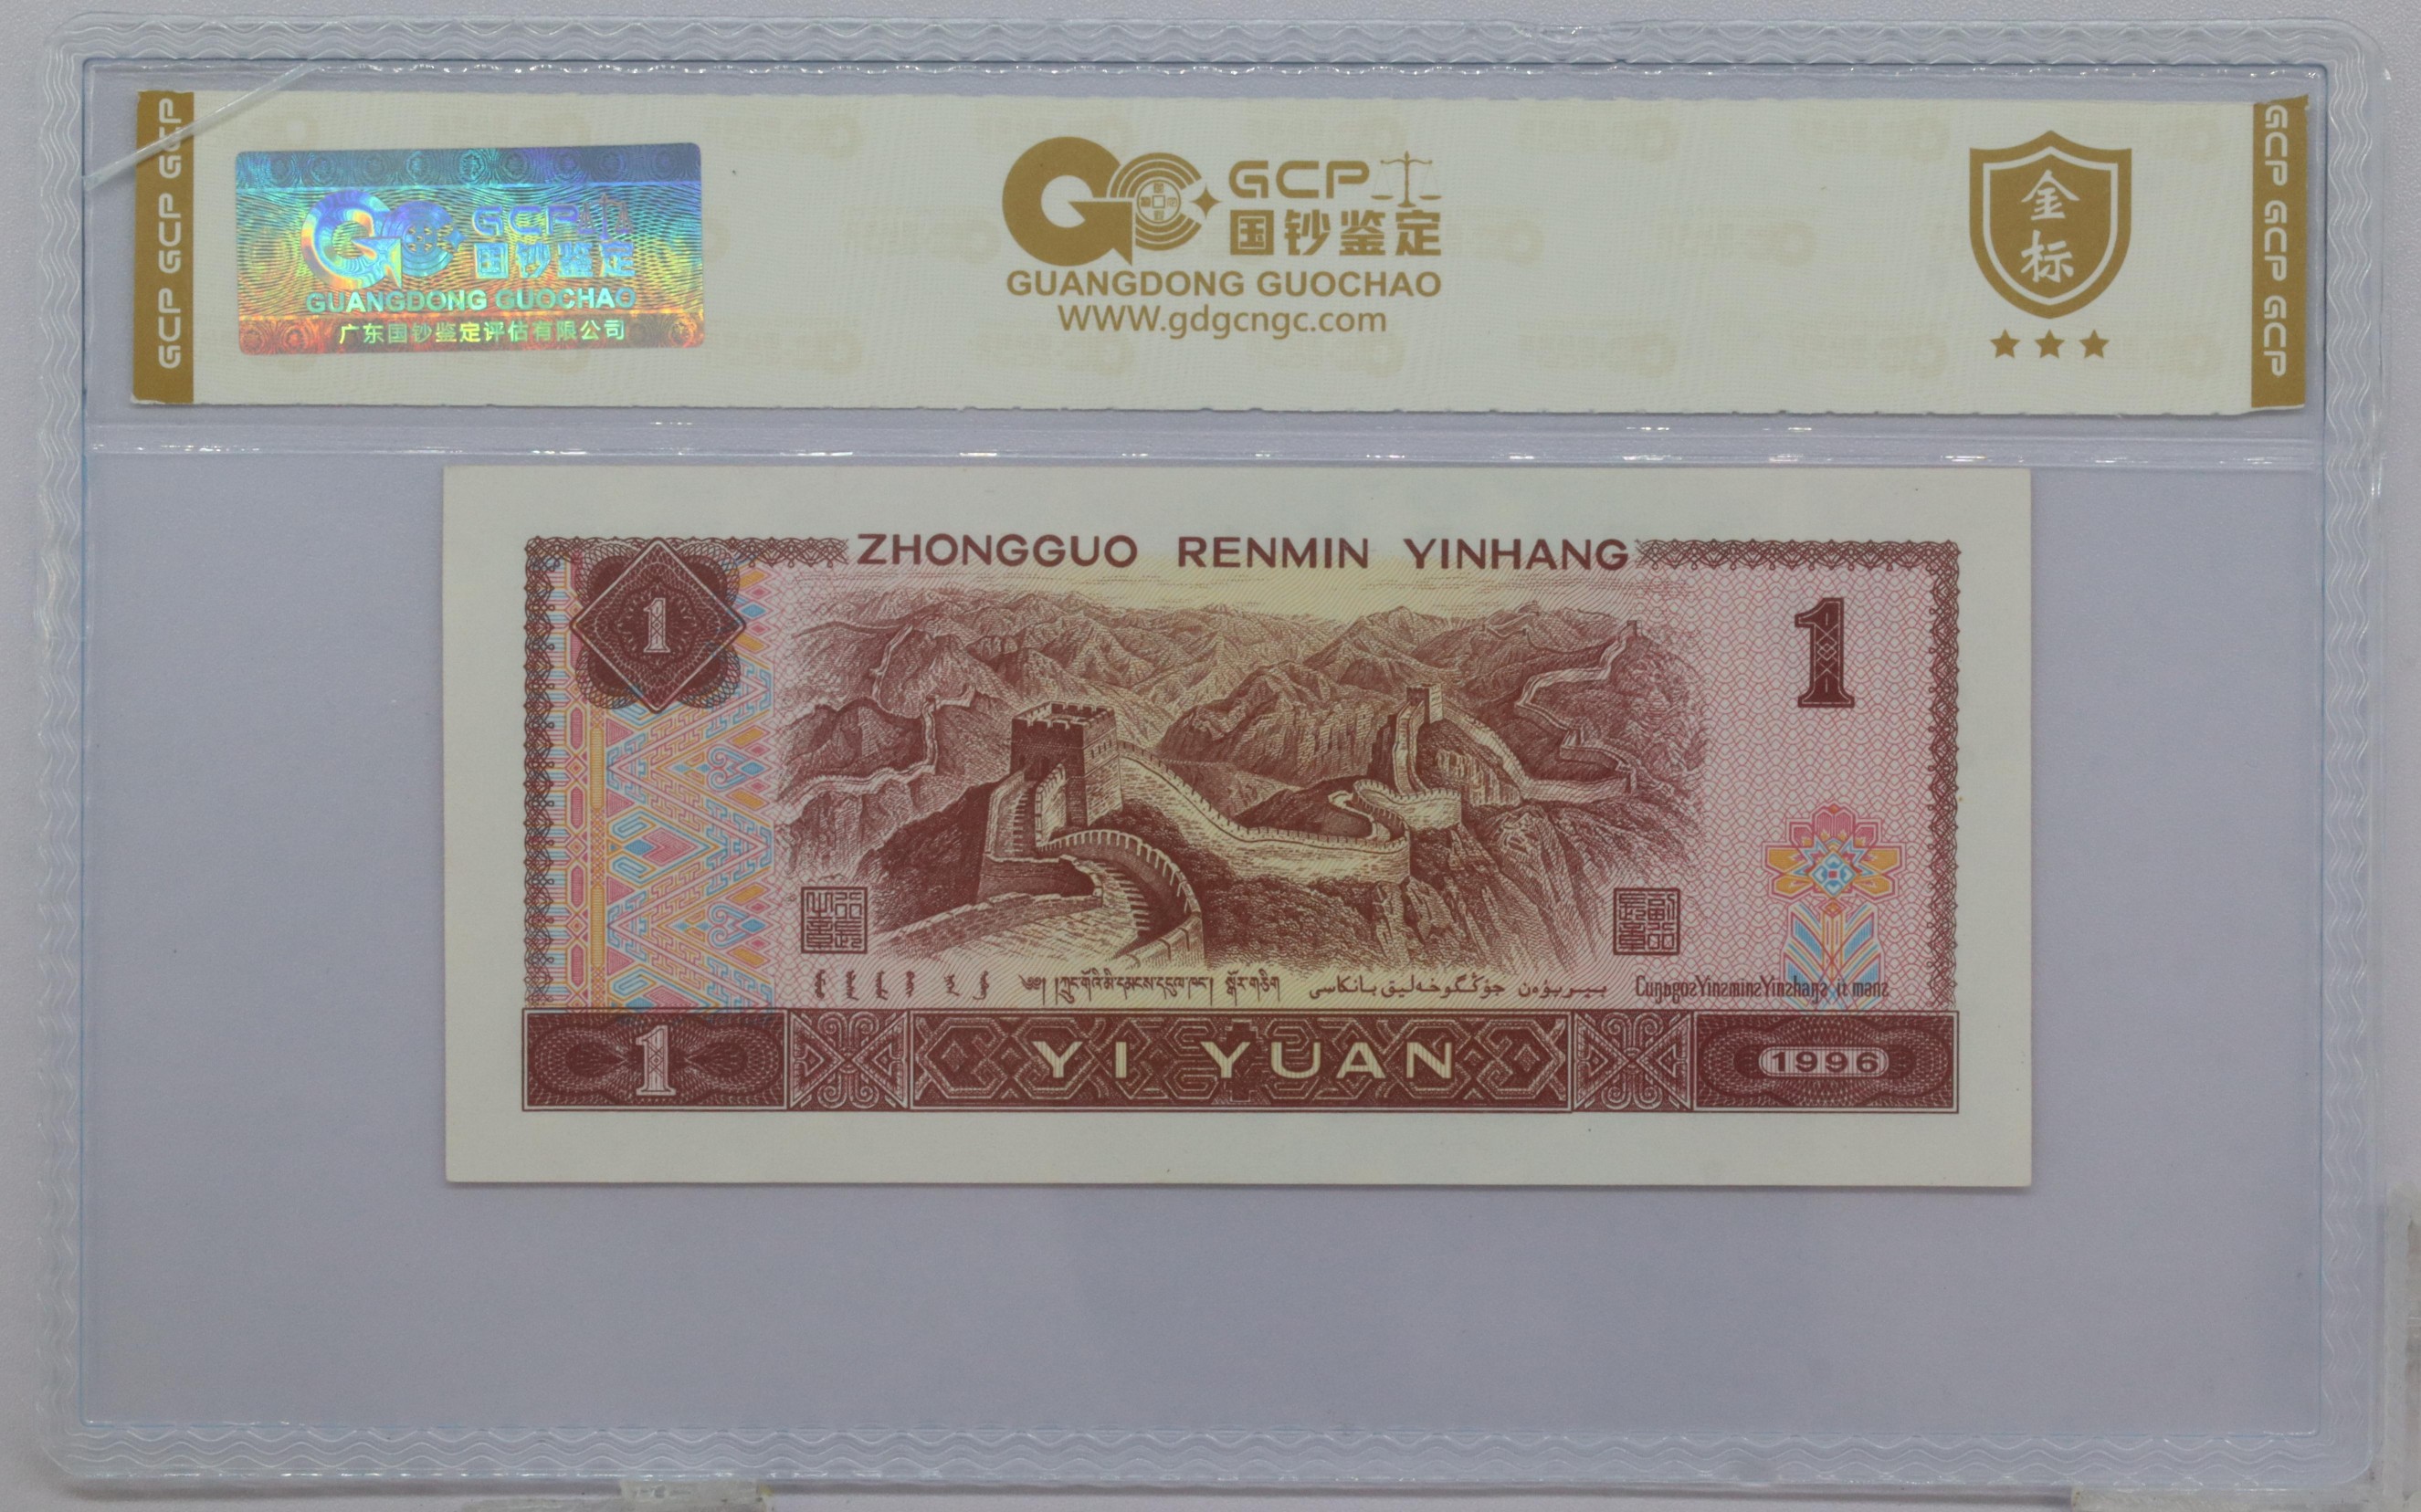 GCP GCP GCP
GCP
国钞鉴定
GUANGDONG GUOCHAO
广东国钞鉴定评估有限公司
GCP
国钞鉴定
GUANGDONG GUOCHAO
www.gdgcngc.com
金
标
GCP GCP GCP
ZHONGGUO RENMIN YINHANG
1
1
YI YUAN
1
1996